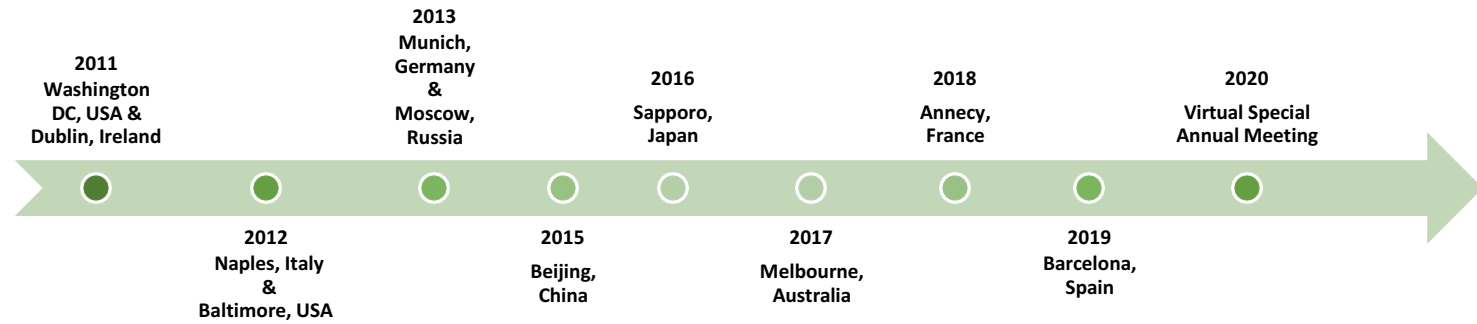 2011
Washington
DC, USA &
Dublin, Ireland
2012
Naples, Italy
&
Baltimore, USA
2013
Munich,
Germany
&
Moscow,
Russia
2015
Beijing,
China
2016
Sapporo,
Japan
2017
Melbourne,
Australia
2018
Annecy,
France
2019
Barcelona,
Spain
2020
Virtual Special
Annual Meeting